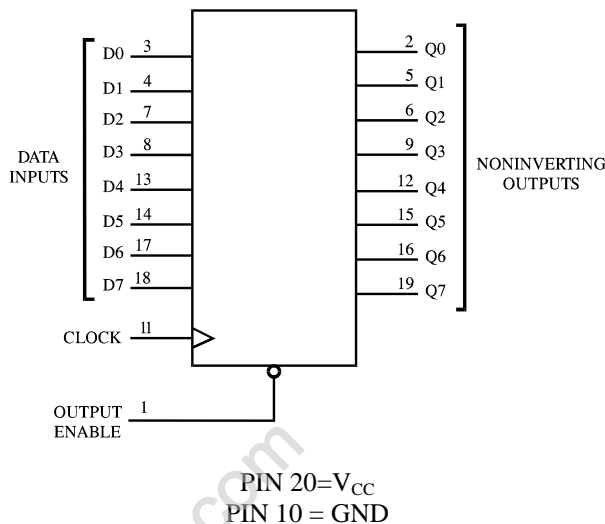 D0 3
D1 4
D2 7
D3 8
D4 13
D5 14
D6 17
D7 18
DATA
INPUTS
CLOCK 11
OUTPUT
ENABLE
1
2 Q0
5 Q1
6 Q2
9 Q3
12 Q4
15 Q5
16 Q6
19 Q7
NONINVERTING
OUTPUTS
PIN 20=VCC
PIN 10 = GND
.com